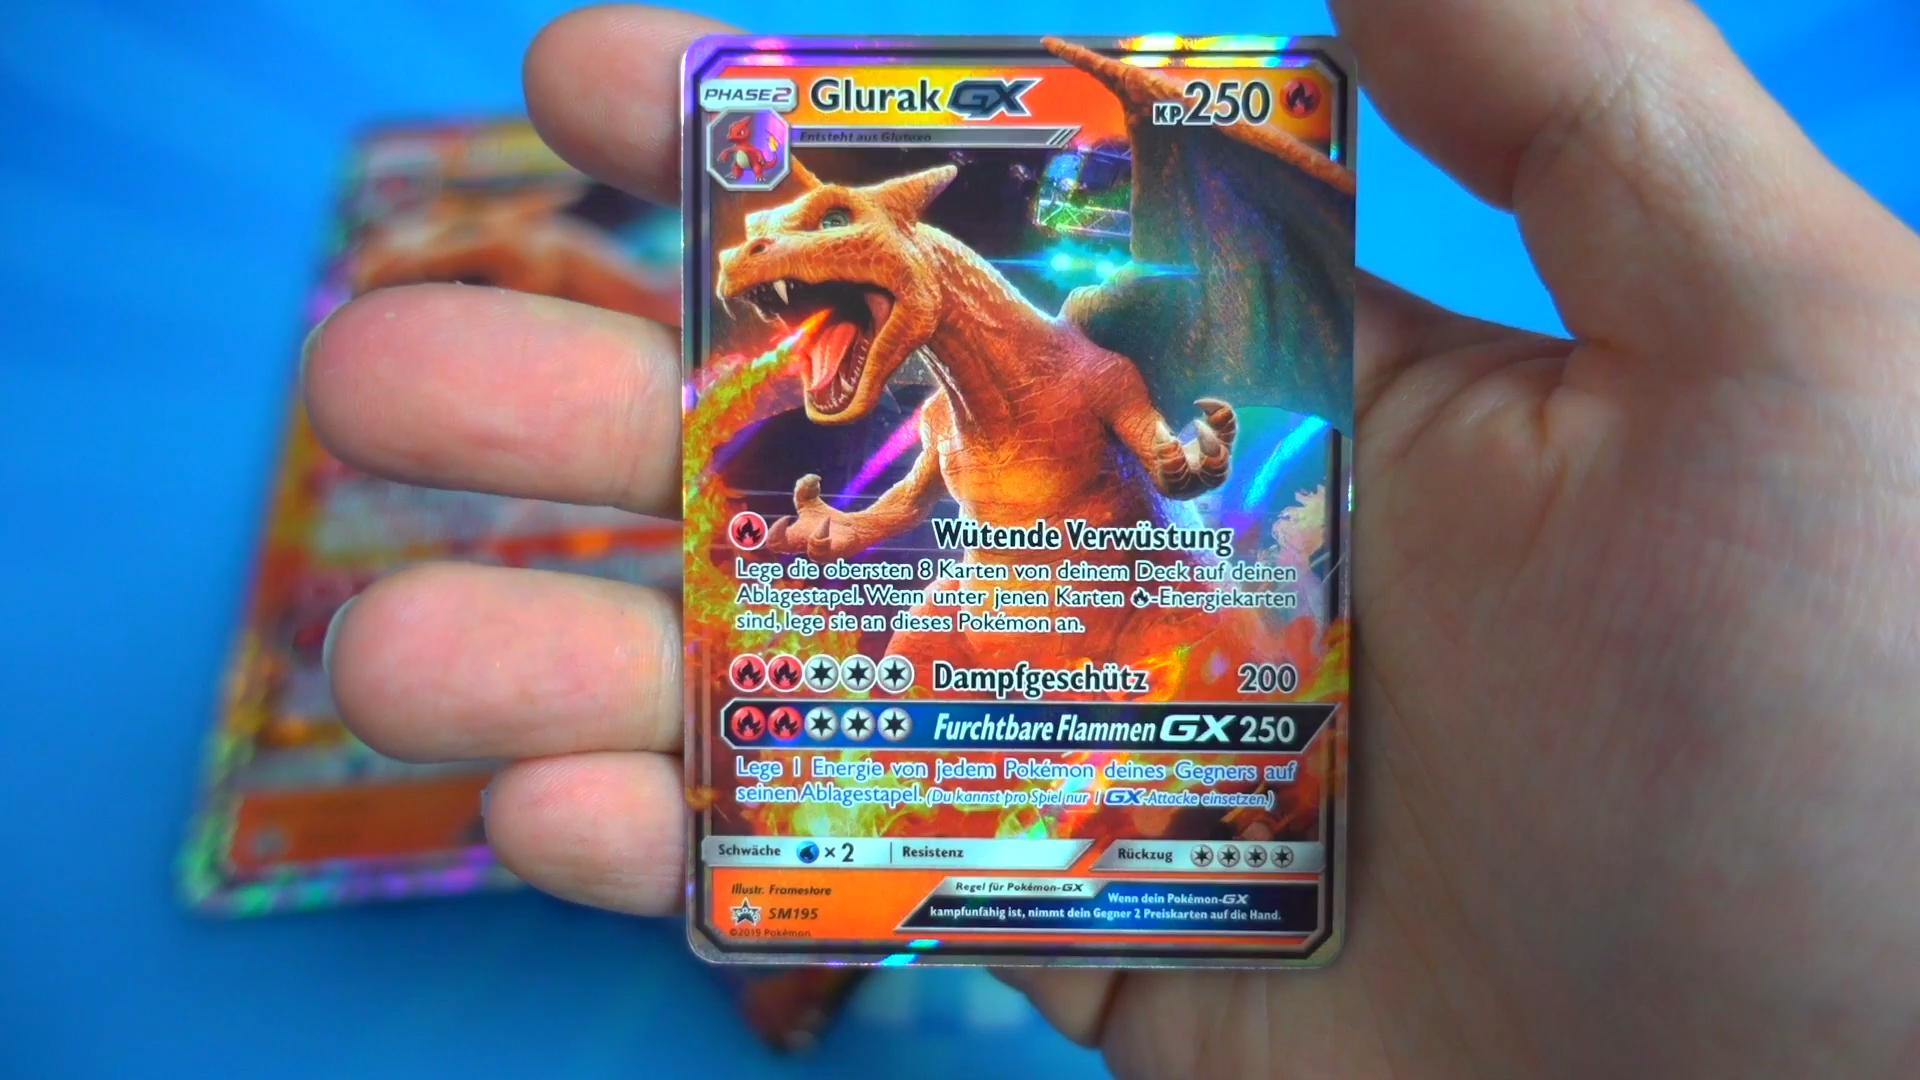 PHASE 2 Glurak GX KP 250
Entsteht aus Glutexo
Wütende Verwüstung
Lege die obersten 8 Karten von deinem Deck auf deinen
Ablagestapel. Wenn unter jenen Karten -Energiekarten
sind, lege sie an dieses Pokémon an.
Dampfgeschütz 200
Furchtbare Flammen GX 250
Lege 1 Energie von jedem Pokémon deines Gegners auf
seinen Ablagestapel. (Du kannst pro Spiel nur 1 GX-Attacke einsetzen.)
Schwäche × 2 Resistenz Rückzug
Illustr. Framestore
PROMO SM195
©2019 Pokémon
Regel für Pokémon-GX Wenn dein Pokémon-GX
kampfunfähig ist, nimmt dein Gegner 2 Preiskarten auf die Hand.